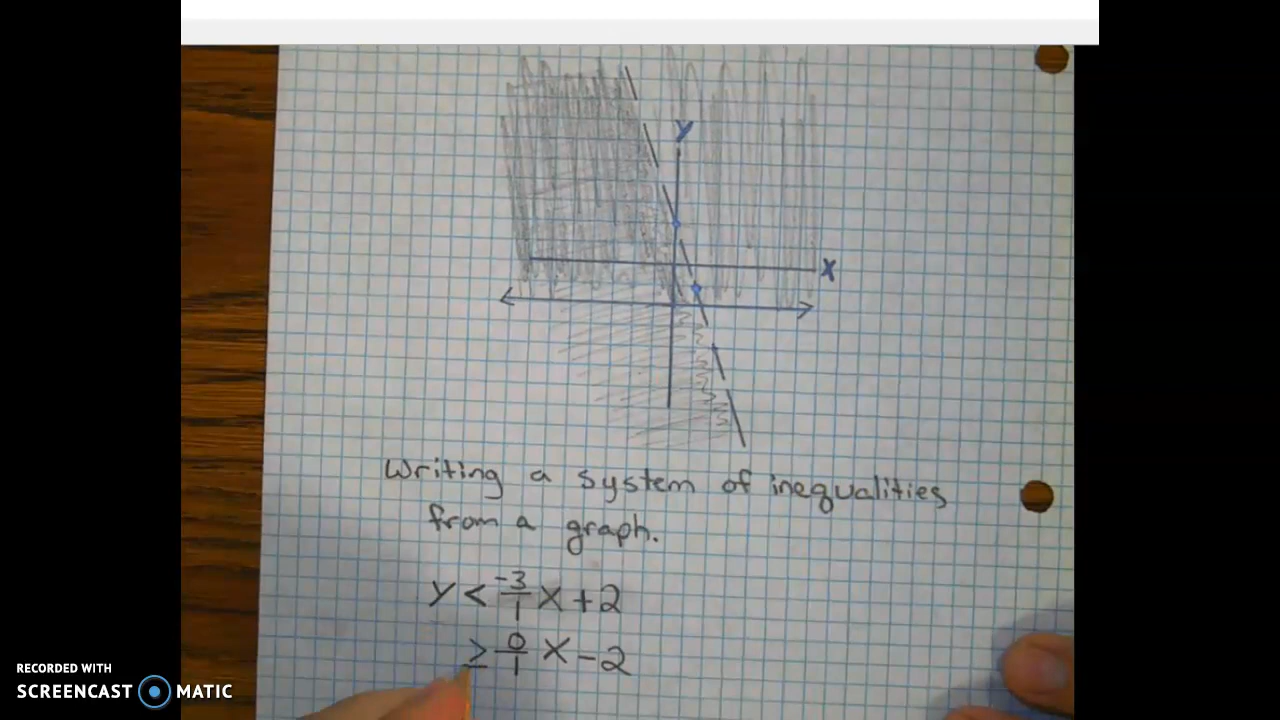 Y
X
Writing a system of inequalities
from a graph.
y < -3/1 x + 2
≥ 0/1 x - 2
RECORDED WITH
SCREENCAST MATIC